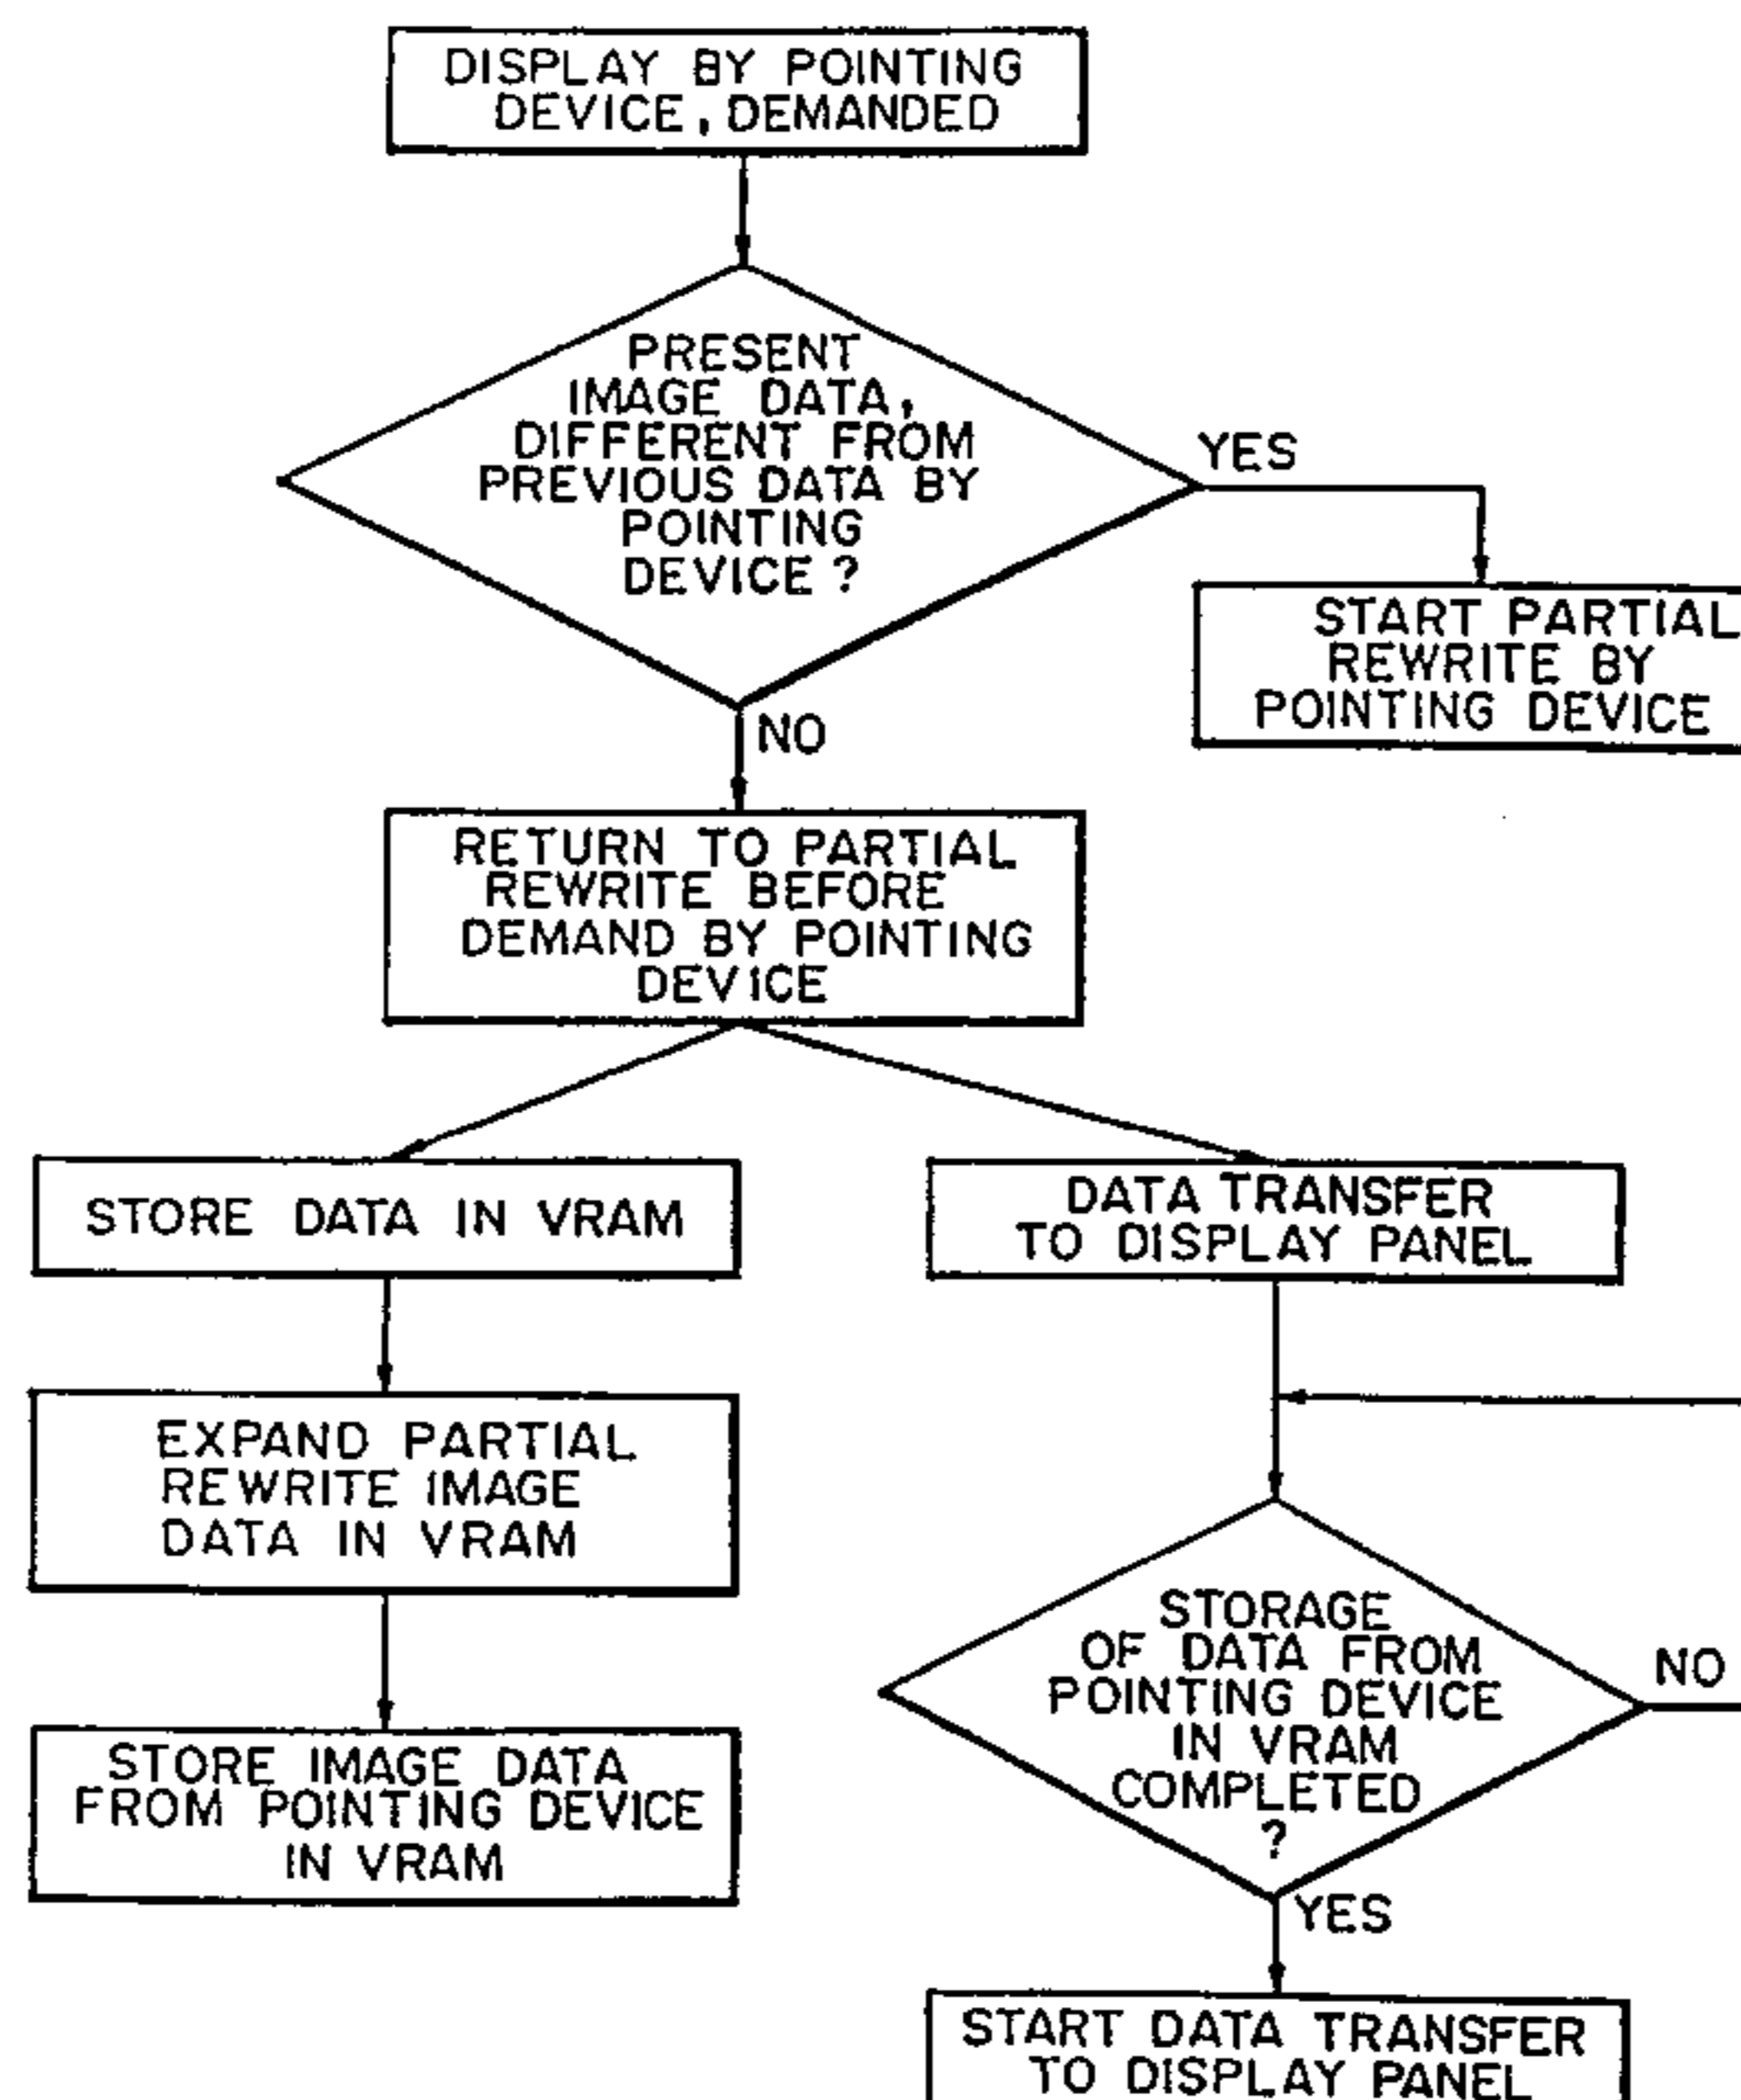 DISPLAY BY POINTING
DEVICE, DEMANDED
PRESENT
IMAGE DATA,
DIFFERENT FROM
PREVIOUS DATA BY
POINTING
DEVICE ?
YES
START PARTIAL
REWRITE BY
POINTING DEVICE
NO
RETURN TO PARTIAL
REWRITE BEFORE
DEMAND BY POINTING
DEVICE
STORE DATA IN VRAM
DATA TRANSFER
TO DISPLAY PANEL
EXPAND PARTIAL
REWRITE IMAGE
DATA IN VRAM
STORAGE
OF DATA FROM
POINTING DEVICE
IN VRAM
COMPLETED
?
NO
STORE IMAGE DATA
FROM POINTING DEVICE
IN VRAM
YES
START DATA TRANSFER
TO DISPLAY PANEL